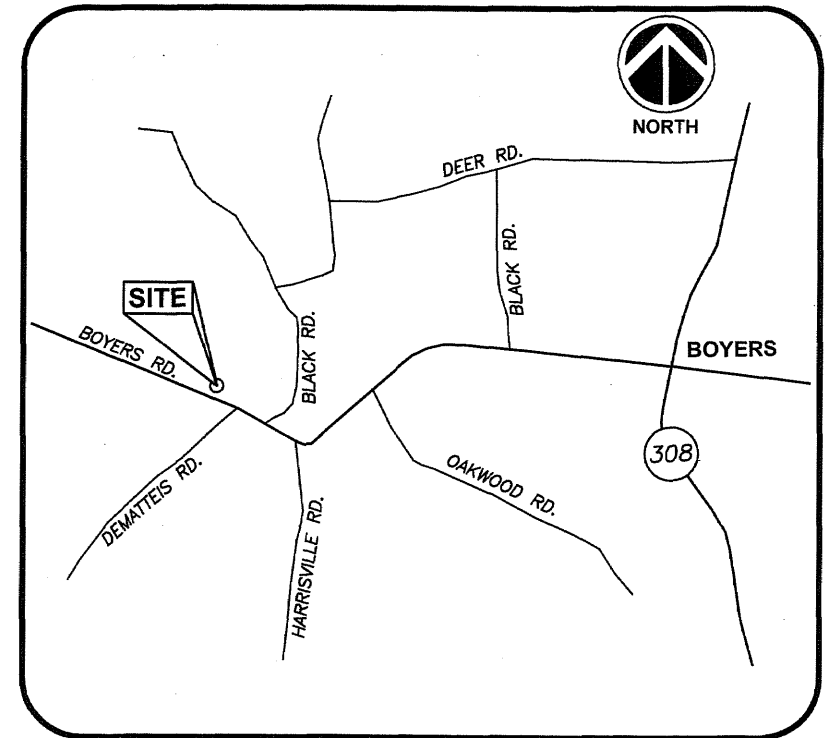 NORTH
DEER RD.
BLACK RD.
SITE
BOYERS RD.
BLACK RD.
BOYERS
308
OAKWOOD RD.
DEMATTEIS RD.
HARRISVILLE RD.